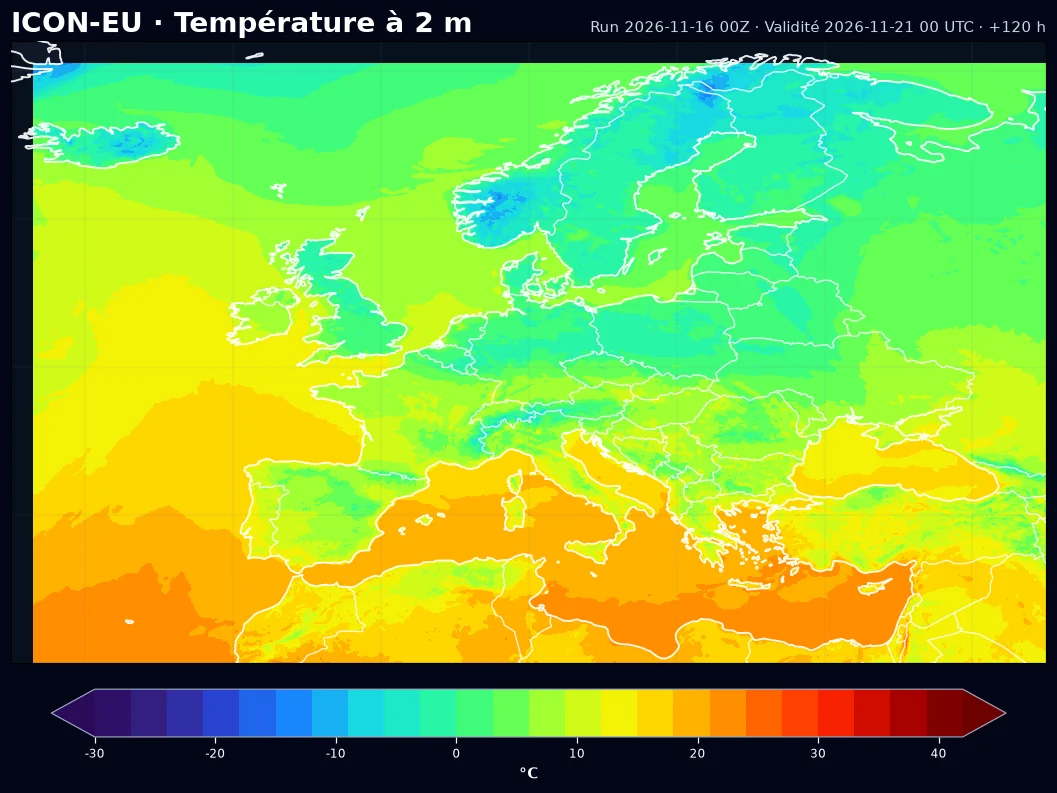 ICON-EU · Température à 2 m
Run 2026-11-16 00Z · Validité 2026-11-21 00 UTC · +120 h
-30 -20 -10 0 10 20 30 40
°C